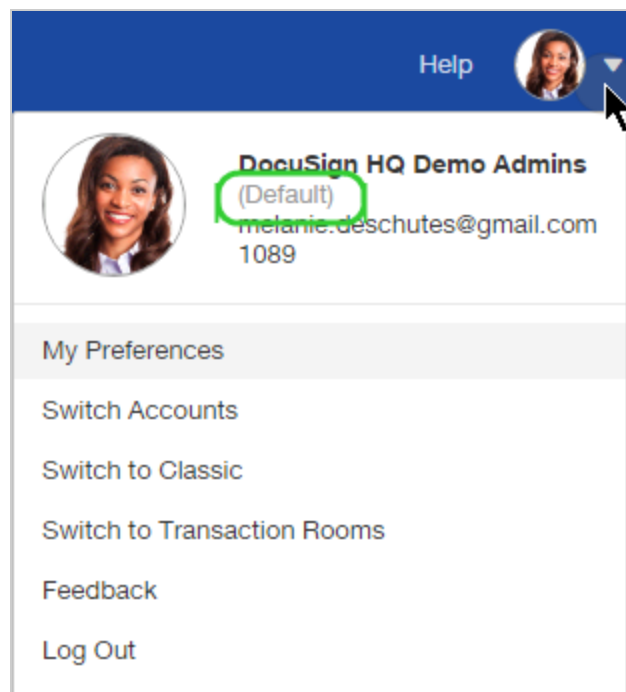 Help
DocuSign HQ Demo Admins
(Default)
melanie.deschutes@gmail.com
1089
My Preferences
Switch Accounts
Switch to Classic
Switch to Transaction Rooms
Feedback
Log Out